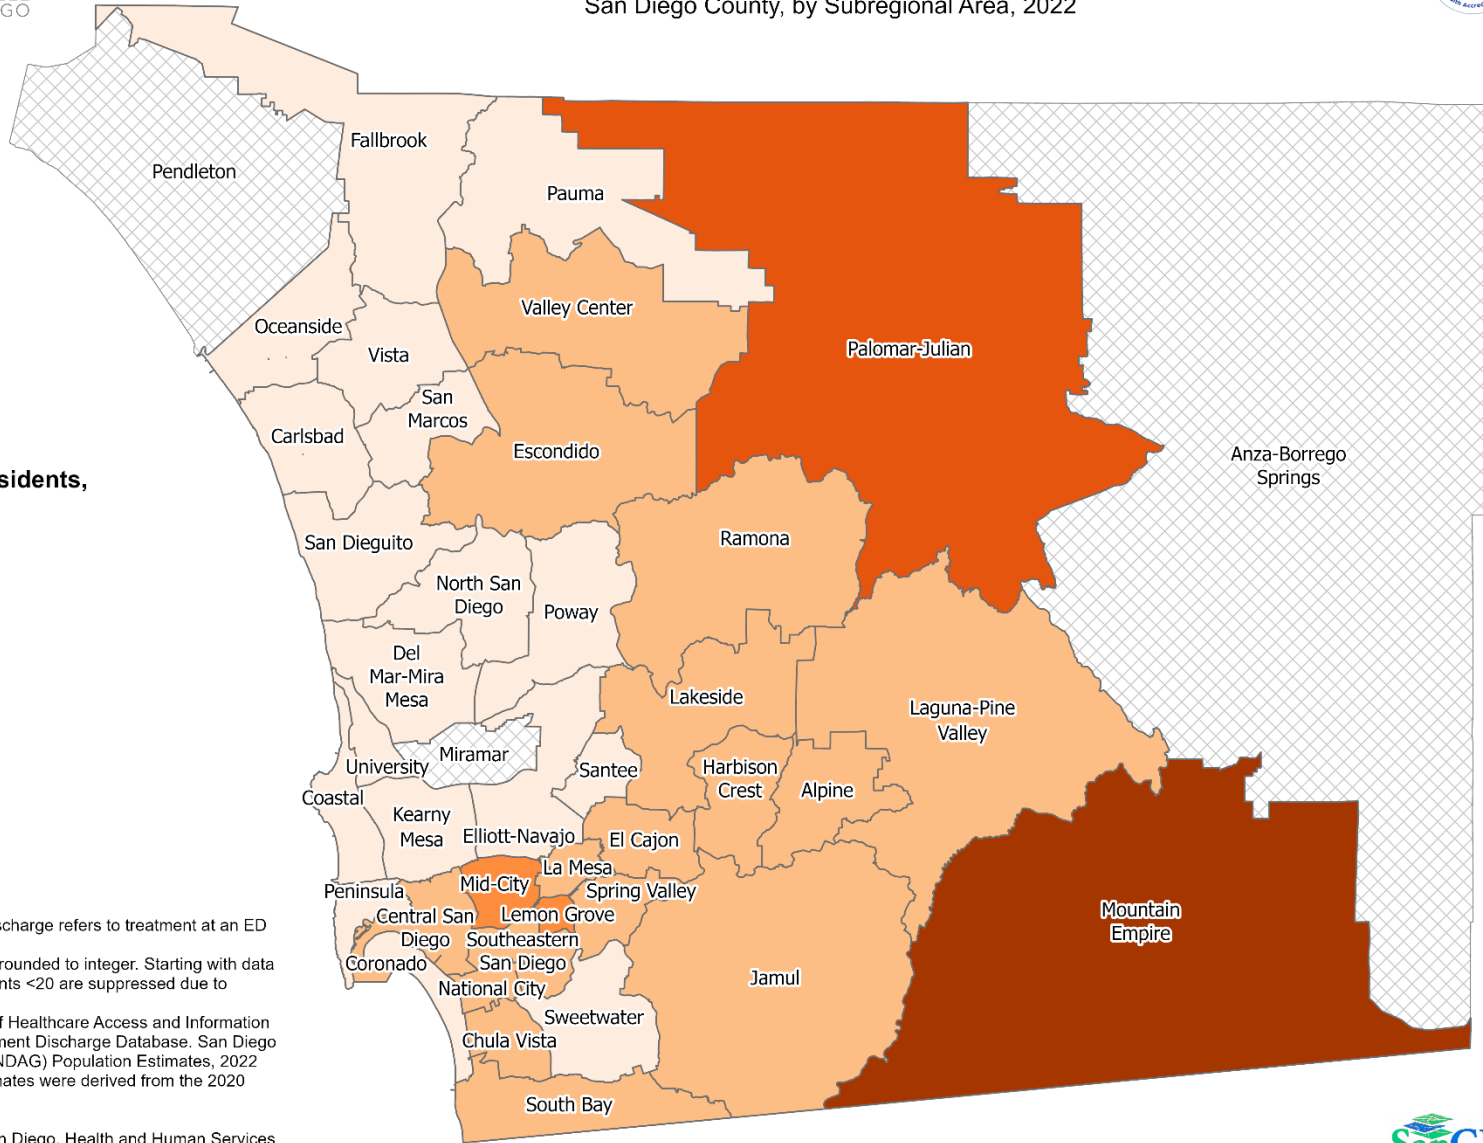 GO
San Diego County, by Subregional Area, 2022
Fallbrook
Pendleton
Pauma
Valley Center
Oceanside
Vista
Palomar-Julian
San
Marcos
Carlsbad
Escondido
Anza-Borrego
Springs
sidents,
San Dieguito
Ramona
North San
Diego
Poway
Del
Mar-Mira
Mesa
Lakeside
Laguna-Pine
Valley
Miramar
University
Santee
Harbison
Crest
Alpine
Coastal
Kearny
Mesa
Elliott-Navajo
El Cajon
La Mesa
Mid-City
Peninsula
Spring Valley
Central San
Diego
Lemon Grove
Mountain
Empire
Southeastern
San Diego
Coronado
Jamul
National City
Sweetwater
Chula Vista
South Bay
charge refers to treatment at an ED
rounded to integer. Starting with data
nts <20 are suppressed due to
f Healthcare Access and Information
ment Discharge Database. San Diego
NDAG) Population Estimates, 2022
nates were derived from the 2020
n Diego, Health and Human Services